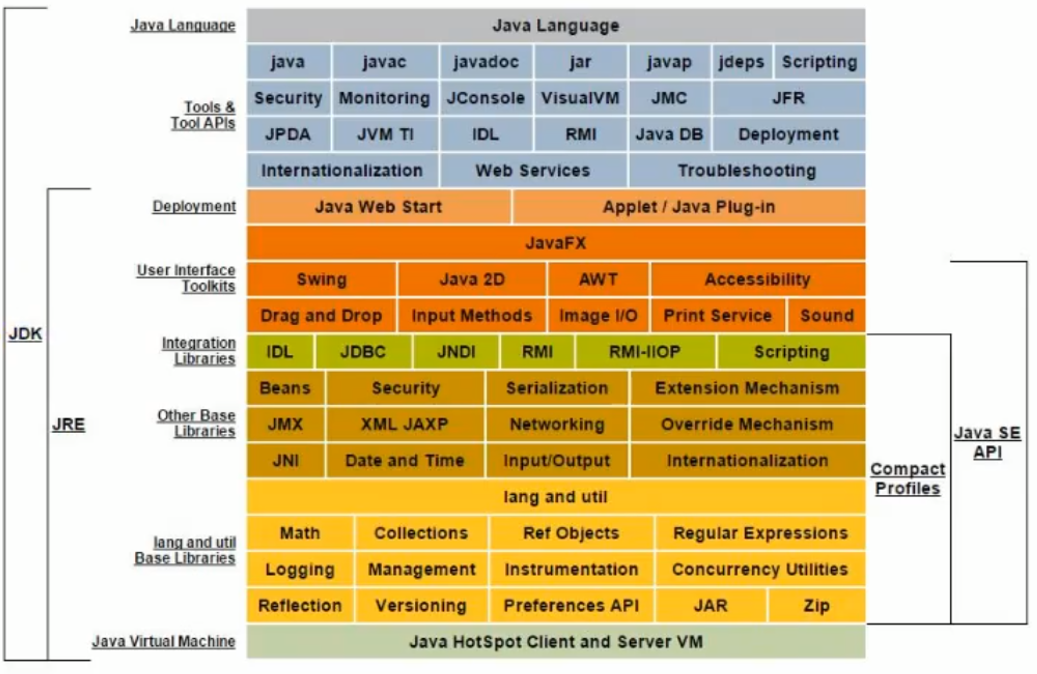 Java Language Java Language
java javac javadoc jar javap jdeps Scripting
Security Monitoring JConsole VisualVM JMC JFR
Tools &
Tool APIs
JPDA JVM TI IDL RMI Java DB Deployment
Internationalization Web Services Troubleshooting
Deployment Java Web Start Applet / Java Plug-in
JavaFX
User Interface
Toolkits
Swing Java 2D AWT Accessibility
Drag and Drop Input Methods Image I/O Print Service Sound
JDK
Integration
Libraries
IDL JDBC JNDI RMI RMI-IIOP Scripting
Beans Security Serialization Extension Mechanism
Other Base
Libraries
JRE
JMX XML JAXP Networking Override Mechanism
Java SE
API
JNI Date and Time Input/Output Internationalization
Compact
Profiles
lang and util
Math Collections Ref Objects Regular Expressions
lang and util
Base Libraries
Logging Management Instrumentation Concurrency Utilities
Reflection Versioning Preferences API JAR Zip
Java Virtual Machine Java HotSpot Client and Server VM